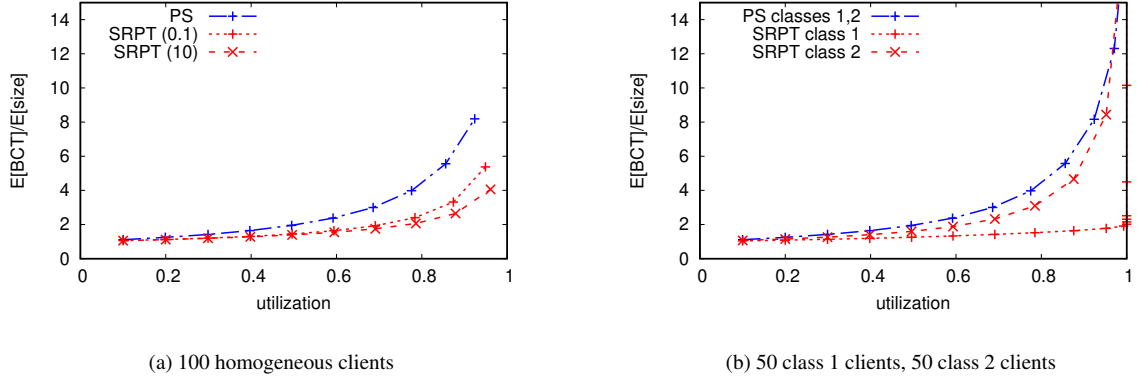 PS
SRPT (0.1)
SRPT (10)
14
12
10
8
6
4
2
0
E[BCT]/E[size]
0 0.2 0.4 0.6 0.8 1
utilization
(a) 100 homogeneous clients
PS classes 1,2
SRPT class 1
SRPT class 2
14
12
10
8
6
4
2
0
E[BCT]/E[size]
0 0.2 0.4 0.6 0.8 1
utilization
(b) 50 class 1 clients, 50 class 2 clients